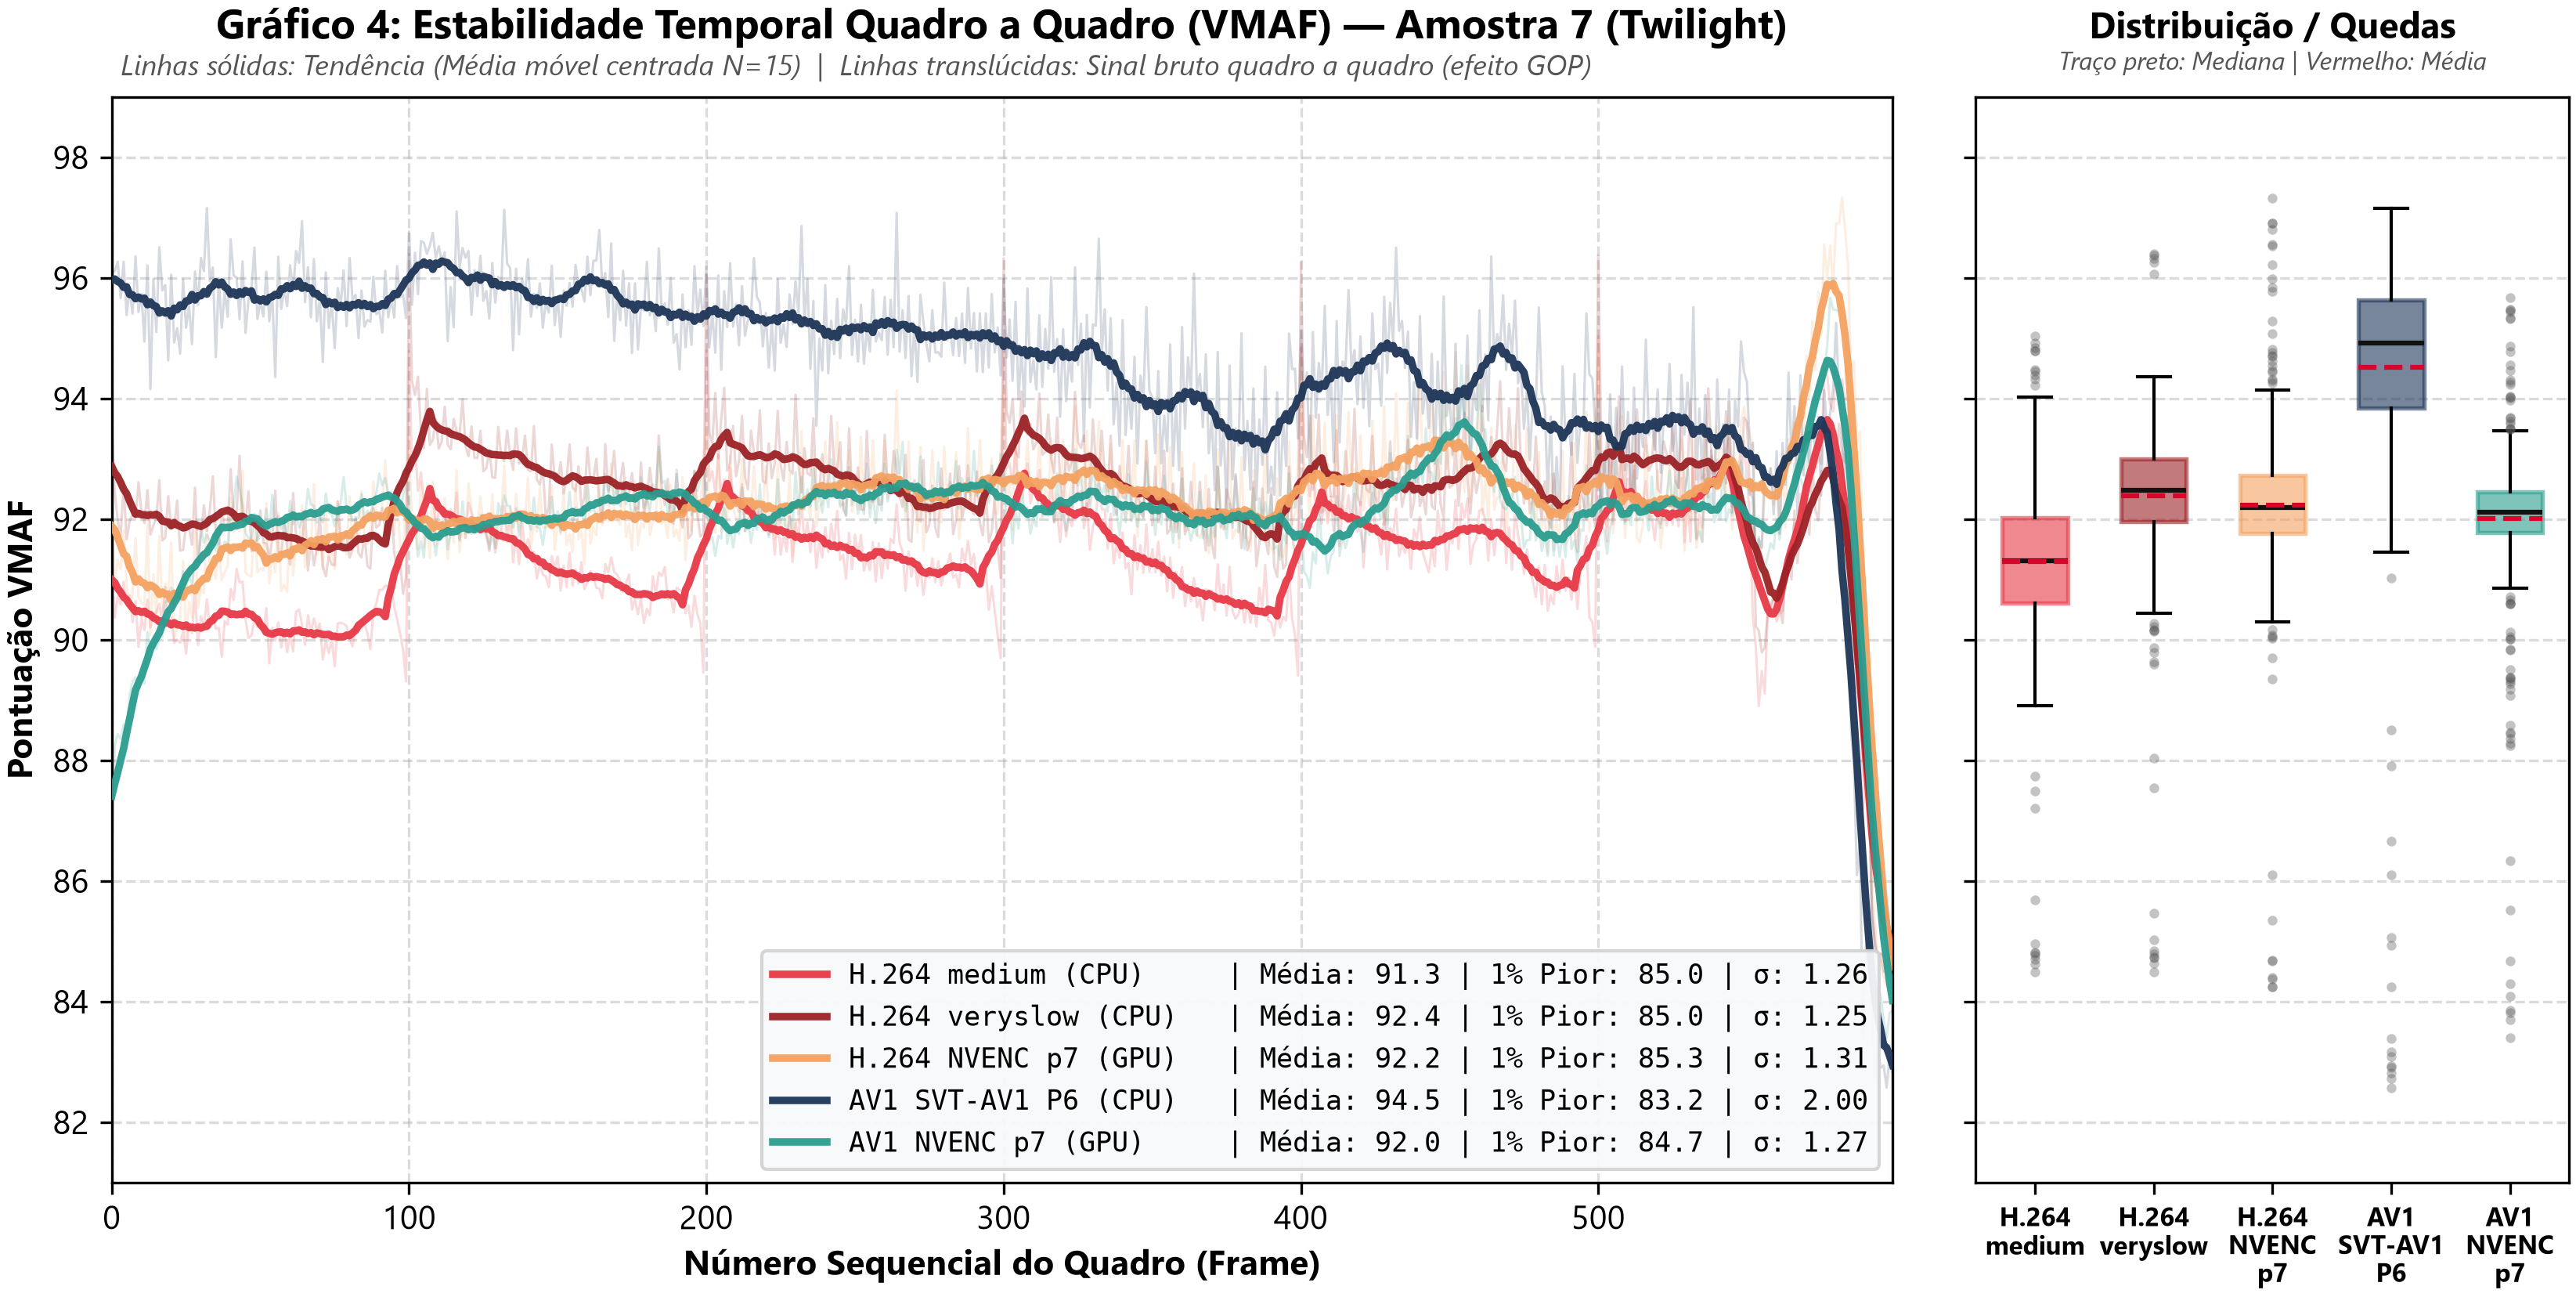 Gráfico 4: Estabilidade Temporal Quadro a Quadro (VMAF) — Amostra 7 (Twilight)
Linhas sólidas: Tendência (Média móvel centrada N=15) | Linhas translúcidas: Sinal bruto quadro a quadro (efeito GOP)
Distribuição / Quedas
Traço preto: Mediana | Vermelho: Média
Pontuação VMAF
98
96
94
92
90
88
86
84
82
H.264 medium (CPU) | Média: 91.3 | 1% Pior: 85.0 | σ: 1.26
H.264 veryslow (CPU) | Média: 92.4 | 1% Pior: 85.0 | σ: 1.25
H.264 NVENC p7 (GPU) | Média: 92.2 | 1% Pior: 85.3 | σ: 1.31
AV1 SVT-AV1 P6 (CPU) | Média: 94.5 | 1% Pior: 83.2 | σ: 2.00
AV1 NVENC p7 (GPU) | Média: 92.0 | 1% Pior: 84.7 | σ: 1.27
0 100 200 300 400 500
Número Sequencial do Quadro (Frame)
H.264
medium
H.264
veryslow
H.264
NVENC
p7
AV1
SVT-AV1
P6
AV1
NVENC
p7